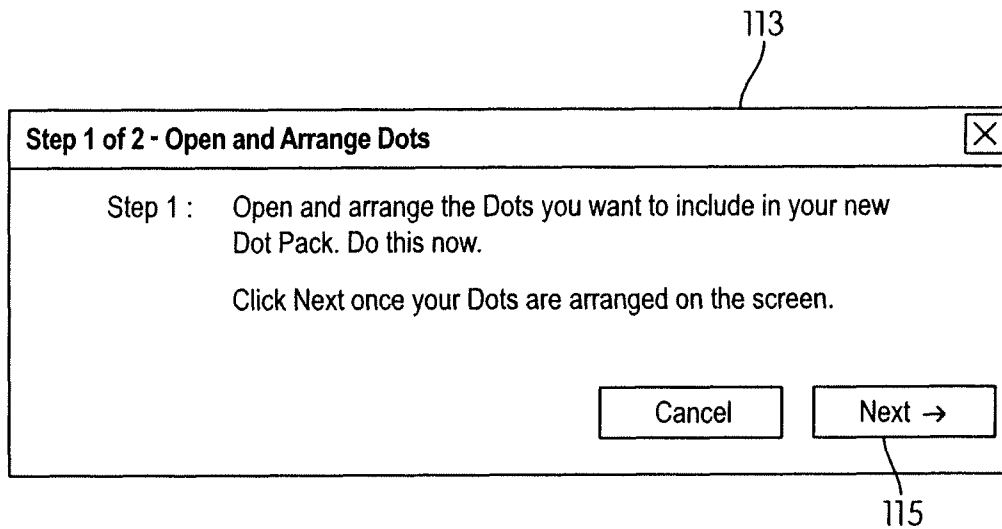 113
Step 1 of 2 - Open and Arrange Dots
Step 1 : Open and arrange the Dots you want to include in your new
Dot Pack. Do this now.
Click Next once your Dots are arranged on the screen.
Cancel Next →
115